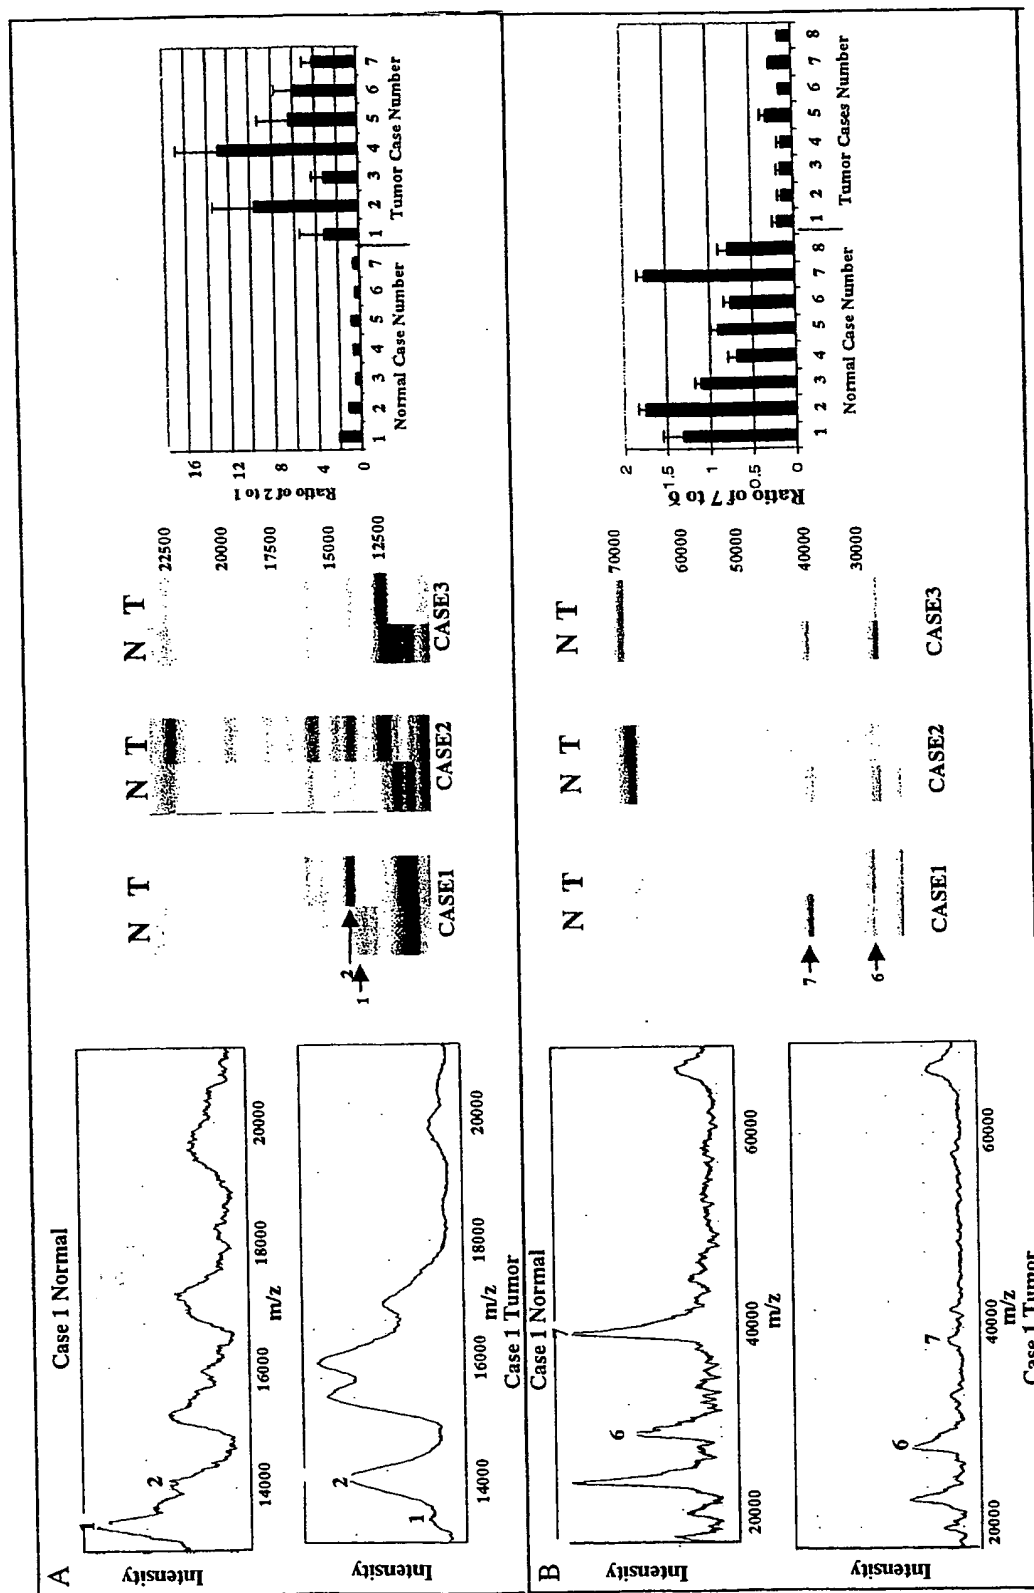 A
Case 1 Normal
Intensity
1
2
14000 16000 18000 20000
m/z
Intensity
1
2
14000 16000 18000 20000
m/z
Case 1 Tumor
N T
N T
N T
1
2
CASE1
CASE2
CASE3
22500
20000
17500
15000
12500
Ratio of 2 to 1
16
12
8
4
0
1 2 3 4 5 6 7 1 2 3 4 5 6 7
Normal Case Number Tumor Case Number
B
Case 1 Normal
Intensity
6
7
20000 40000 60000
m/z
Intensity
6
7
20000 40000 60000
m/z
Case 1 Tumor
N T
N T
N T
7
6
CASE1
CASE2
CASE3
70000
60000
50000
40000
30000
Ratio of 7 to 6
2
1.5
1
0.5
0
1 2 3 4 5 6 7 8 1 2 3 4 5 6 7 8
Normal Case Number Tumor Cases Number